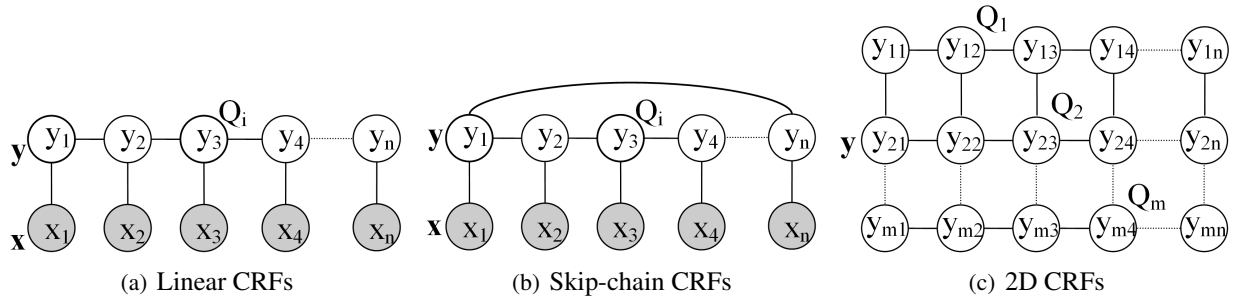 Q₁
y₁₁ y₁₂ y₁₃ y₁₄ y₁ₙ
Q₂
y y₂₁ y₂₂ y₂₃ y₂₄ y₂ₙ
Qₘ
yₘ₁ yₘ₂ yₘ₃ yₘ₄ yₘₙ
Qᵢ
y y₁ y₂ y₃ y₄ yₙ
x x₁ x₂ x₃ x₄ xₙ
Qᵢ
y y₁ y₂ y₃ y₄ yₙ
x x₁ x₂ x₃ x₄ xₙ
(a) Linear CRFs
(b) Skip-chain CRFs
(c) 2D CRFs